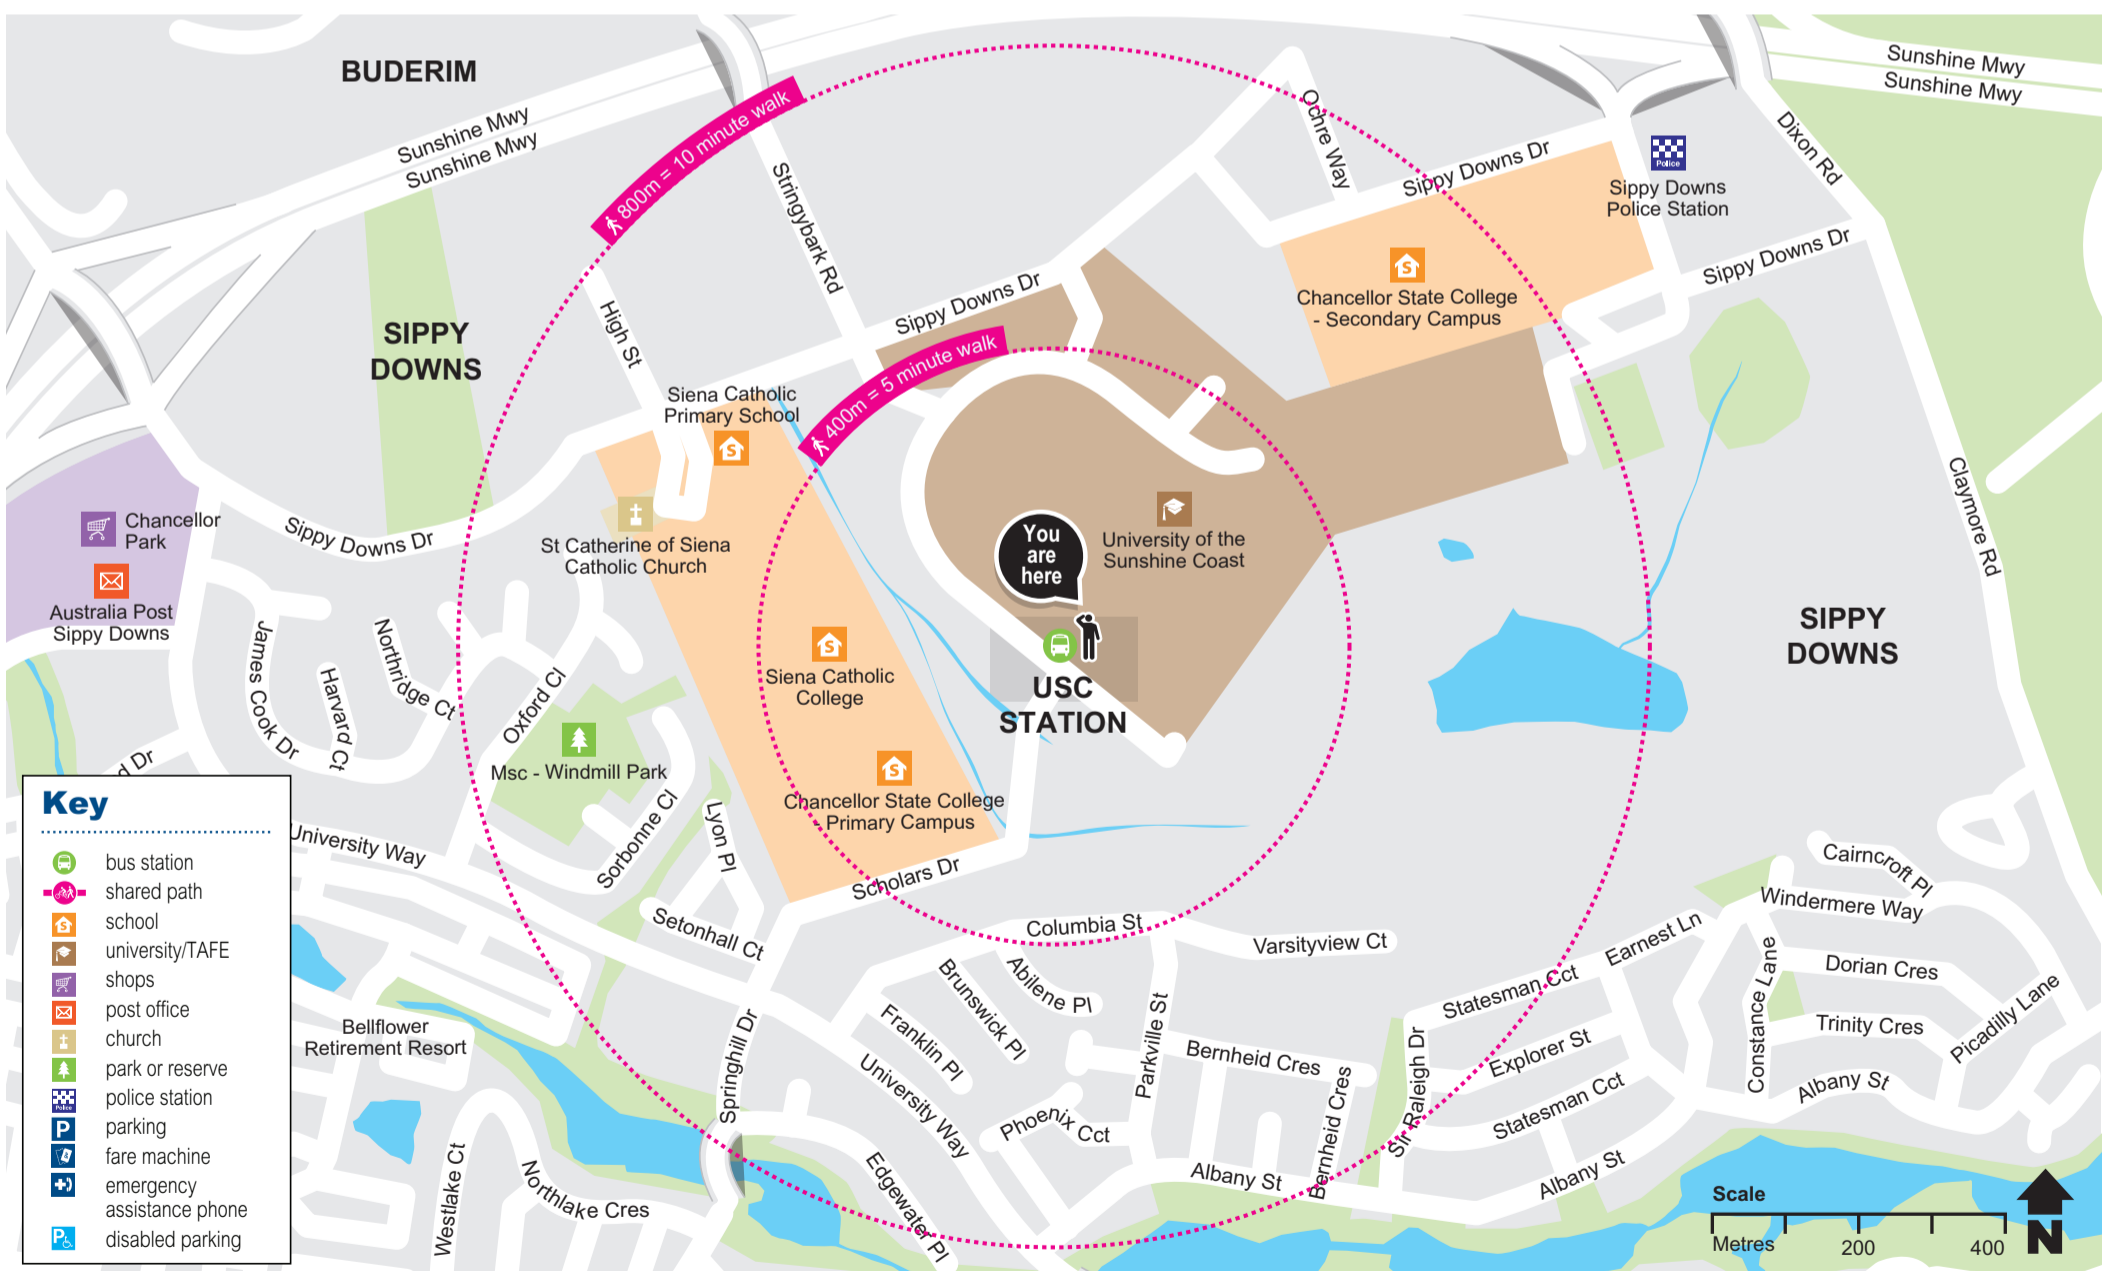 BUDERIM
Sunshine Mwy
Sunshine Mwy
Sunshine Mwy
Sunshine Mwy
800m = 10 minute walk
Ochre Way
Dixon Rd
Sippy Downs Dr
Police
Sippy Downs
Police Station
Stringybark Rd
Sippy Downs Dr
Sippy Downs Dr
S
Chancellor State College
- Secondary Campus
High St
SIPPY
DOWNS
400m = 5 minute walk
Siena Catholic
Primary School
S
Chancellor
Park
Sippy Downs Dr
St Catherine of Siena
Catholic Church
You
are
here
University of the
Sunshine Coast
Claymore Rd
Australia Post
Sippy Downs
James Cook Dr
Harvard Ct
Northridge Ct
Oxford Cl
S
Siena Catholic
College
USC
STATION
SIPPY
DOWNS
d Dr
Msc - Windmill Park
S
Chancellor State College
- Primary Campus
Sorbonne Cl
Lyon Pl
Scholars Dr
University Way
Setonhall Ct
Columbia St
Varsityview Ct
Cairncroft Pl
Windermere Way
Earnest Ln
Statesman Cct
Constance Lane
Dorian Cres
Trinity Cres
Picadilly Lane
Abilene Pl
Brunswick Pl
Franklin Pl
University Way
Parkville St
Bernheid Cres
Bernheid Cres
Sir Raleigh Dr
Explorer St
Statesman Cct
Albany St
Bellflower
Retirement Resort
Springhill Dr
Phoenix Cct
Albany St
Albany St
Westlake Ct
Northlake Cres
Edgewater Pl
Key
bus station
shared path
S
school
university/TAFE
shops
post office
church
park or reserve
Police
police station
P
parking
fare machine
emergency
assistance phone
P
disabled parking
Scale
Metres
200
400
N